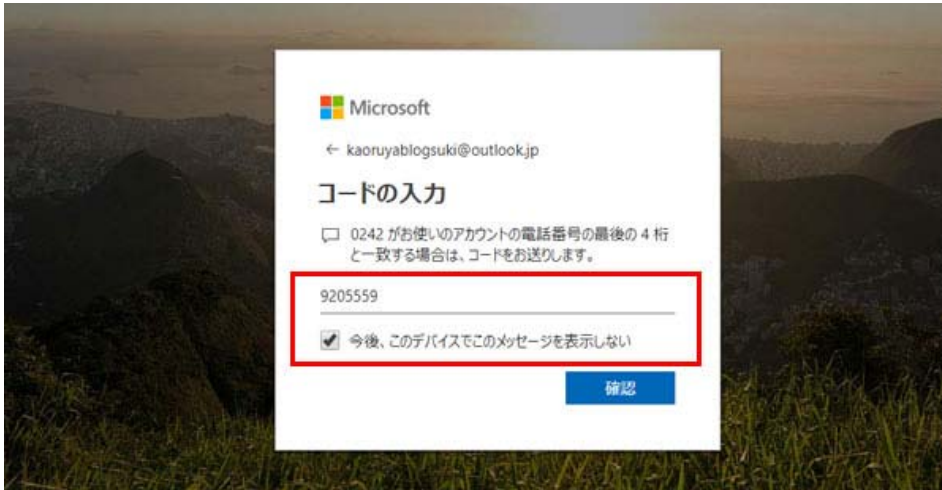 Microsoft
← kaoruyablogsuki@outlook.jp
コードの入力
0242 がお使いのアカウントの電話番号の最後の 4 桁
と一致する場合は、コードをお送りします。
9205559
今後、このデバイスでこのメッセージを表示しない
確認